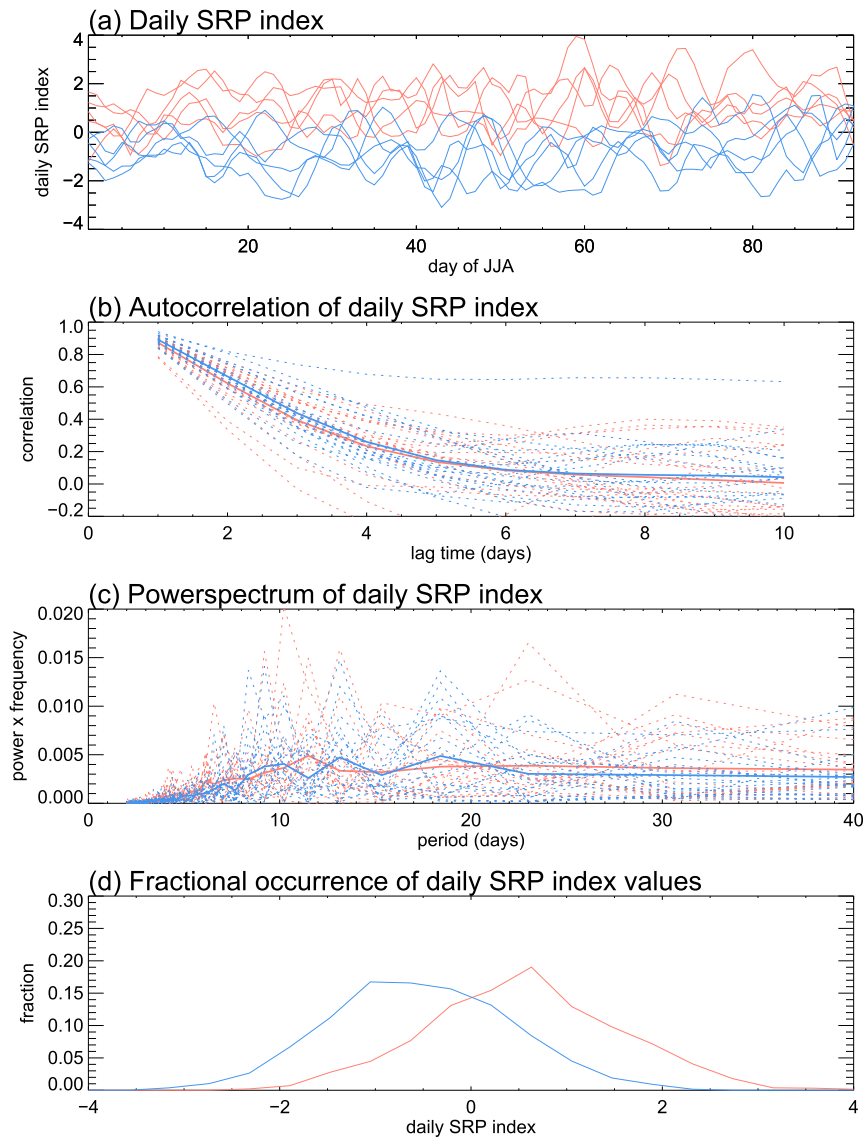 (a) Daily SRP index
4
2
0
−2
−4
daily SRP index
20 40 60 80
day of JJA
(b) Autocorrelation of daily SRP index
1.0
0.8
0.6
0.4
0.2
0.0
−0.2
correlation
0 2 4 6 8 10
lag time (days)
(c) Powerspectrum of daily SRP index
0.020
0.015
0.010
0.005
0.000
power x frequency
0 10 20 30 40
period (days)
(d) Fractional occurrence of daily SRP index values
0.30
0.25
0.20
0.15
0.10
0.05
0.00
fraction
−4 −2 0 2 4
daily SRP index